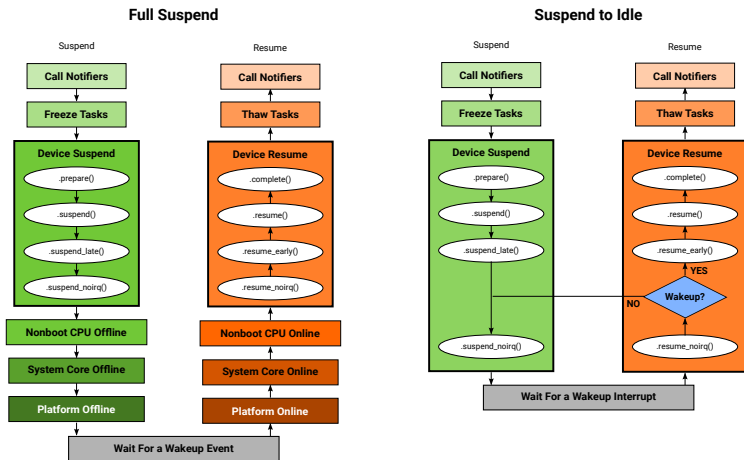 Full Suspend
Suspend
Resume
Call Notifiers
Call Notifiers
Freeze Tasks
Thaw Tasks
Device Suspend
.prepare()
.suspend()
.suspend_late()
.suspend_noirq()
Device Resume
.complete()
.resume()
.resume_early()
.resume_noirq()
Nonboot CPU Offline
Nonboot CPU Online
System Core Offline
System Core Online
Platform Offline
Platform Online
Wait For a Wakeup Event
Suspend to Idle
Suspend
Resume
Call Notifiers
Call Notifiers
Freeze Tasks
Thaw Tasks
Device Suspend
.prepare()
.suspend()
.suspend_late()
.suspend_noirq()
Device Resume
.complete()
.resume()
.resume_early()
YES
NO
Wakeup?
.resume_noirq()
Wait For a Wakeup Interrupt